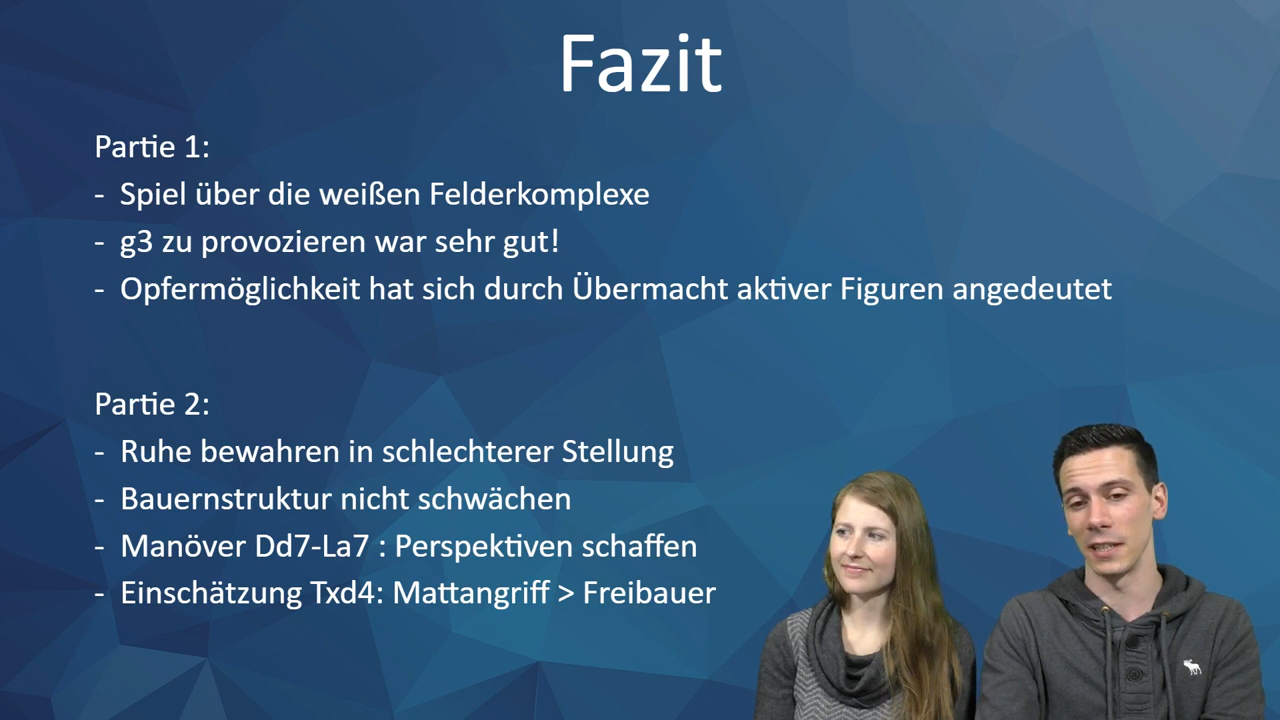 Fazit
Partie 1:
- Spiel über die weißen Felderkomplexe
- g3 zu provozieren war sehr gut!
- Opfermöglichkeit hat sich durch Übermacht aktiver Figuren angedeutet
Partie 2:
- Ruhe bewahren in schlechterer Stellung
- Bauernstruktur nicht schwächen
- Manöver Dd7-La7 : Perspektiven schaffen
- Einschätzung Txd4: Mattangriff > Freibauer